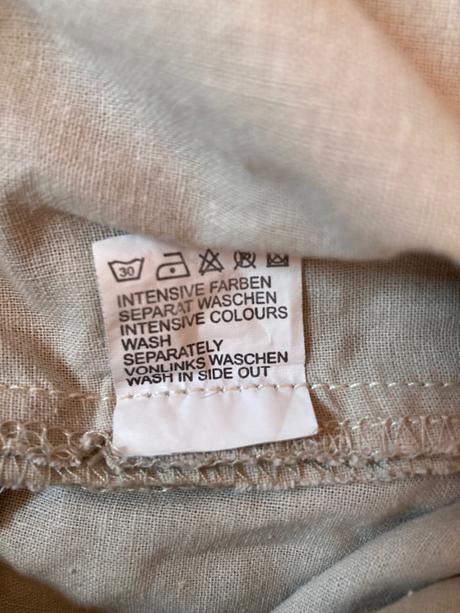 30
INTENSIVE FARBEN
SEPARAT WASCHEN
INTENSIVE COLOURS
WASH
SEPARATELY
VONLINKS WASCHEN
WASH IN SIDE OUT